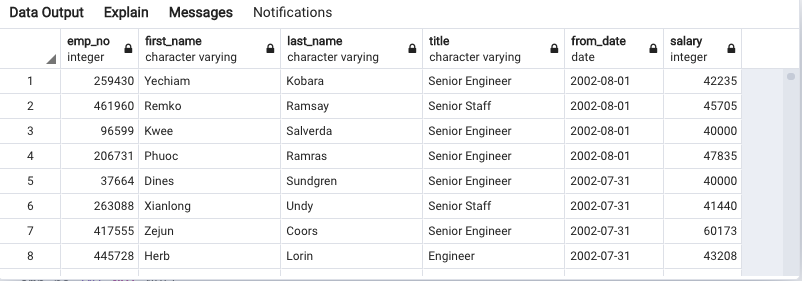 Data Output Explain Messages Notifications
emp_no first_name last_name title from_date salary
integer character varying character varying character varying date integer
1 259430 Yechiam Kobara Senior Engineer 2002-08-01 42235
2 461960 Remko Ramsay Senior Staff 2002-08-01 45705
3 96599 Kwee Salverda Senior Engineer 2002-08-01 40000
4 206731 Phuoc Ramras Senior Engineer 2002-08-01 47835
5 37664 Dines Sundgren Senior Engineer 2002-07-31 40000
6 263088 Xianlong Undy Senior Staff 2002-07-31 41440
7 417555 Zejun Coors Senior Engineer 2002-07-31 60173
8 445728 Herb Lorin Engineer 2002-07-31 43208